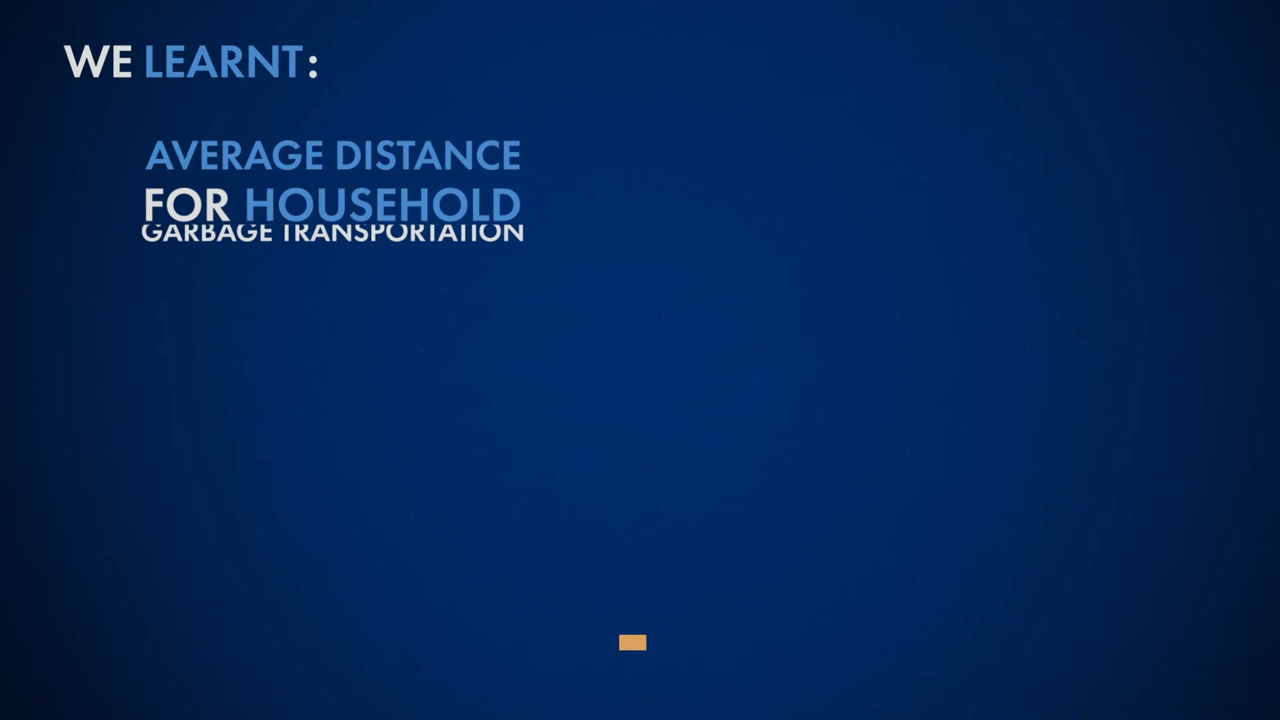 WE LEARNT:
AVERAGE DISTANCE
FOR HOUSEHOLD
GARBAGE TRANSPORTATION